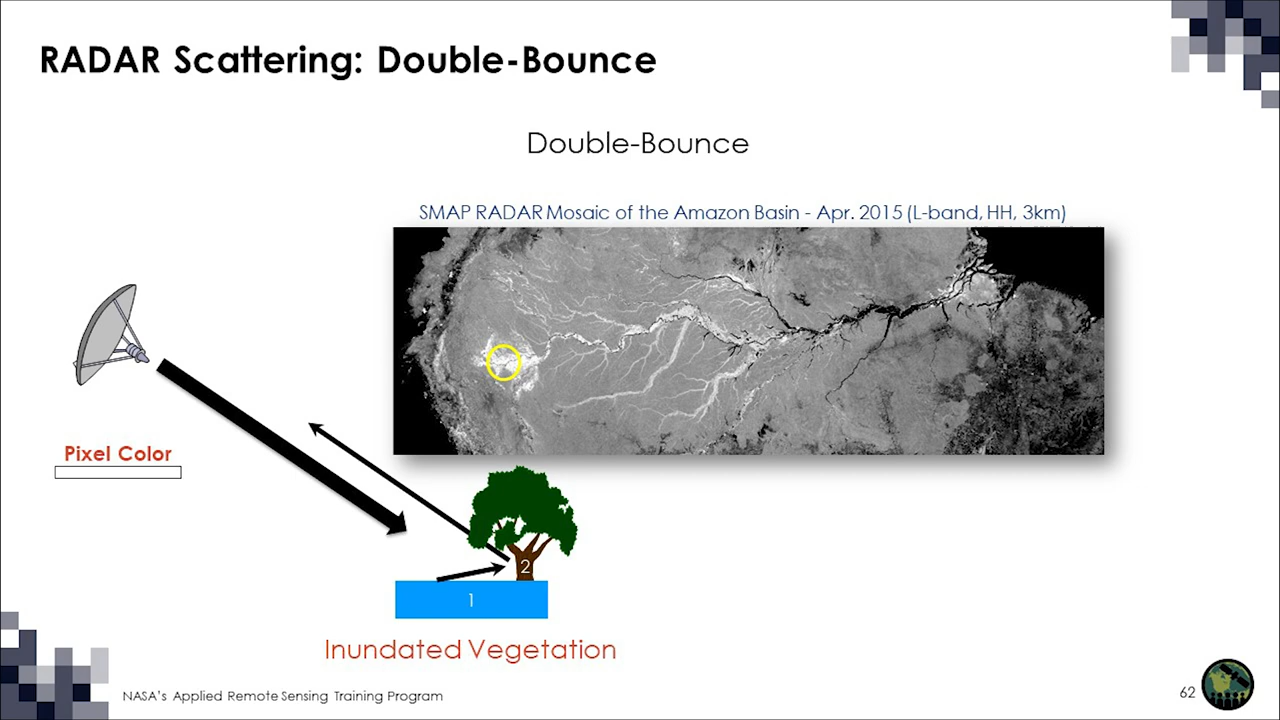 RADAR Scattering: Double-Bounce
Double-Bounce
SMAP RADAR Mosaic of the Amazon Basin - Apr. 2015 (L-band, HH, 3km)
Pixel Color
2
1
Inundated Vegetation
NASA's Applied Remote Sensing Training Program
62